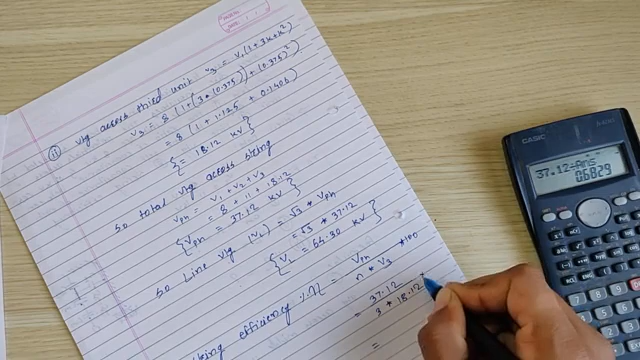 ii) vtg across third unit V3 = V1(1+3k+k²)
V3 = 8 (1+(3*0.375)+(0.375)²)
= 8 (1+1.125+0.1406)
{= 18.12 kV}
So total vtg across string
Vph = V1+V2+V3
= 8+11+18.12
{Vph = 37.12 kV}
So Line vtg (VL) = √3 * Vph
= √3 * 37.12
{VL = 64.30 kV}
efficiency %η = Vph / n * V3 *100
= 37.12 / 3 * 18.12
=
CASIO
37.12÷Ans
0.6829